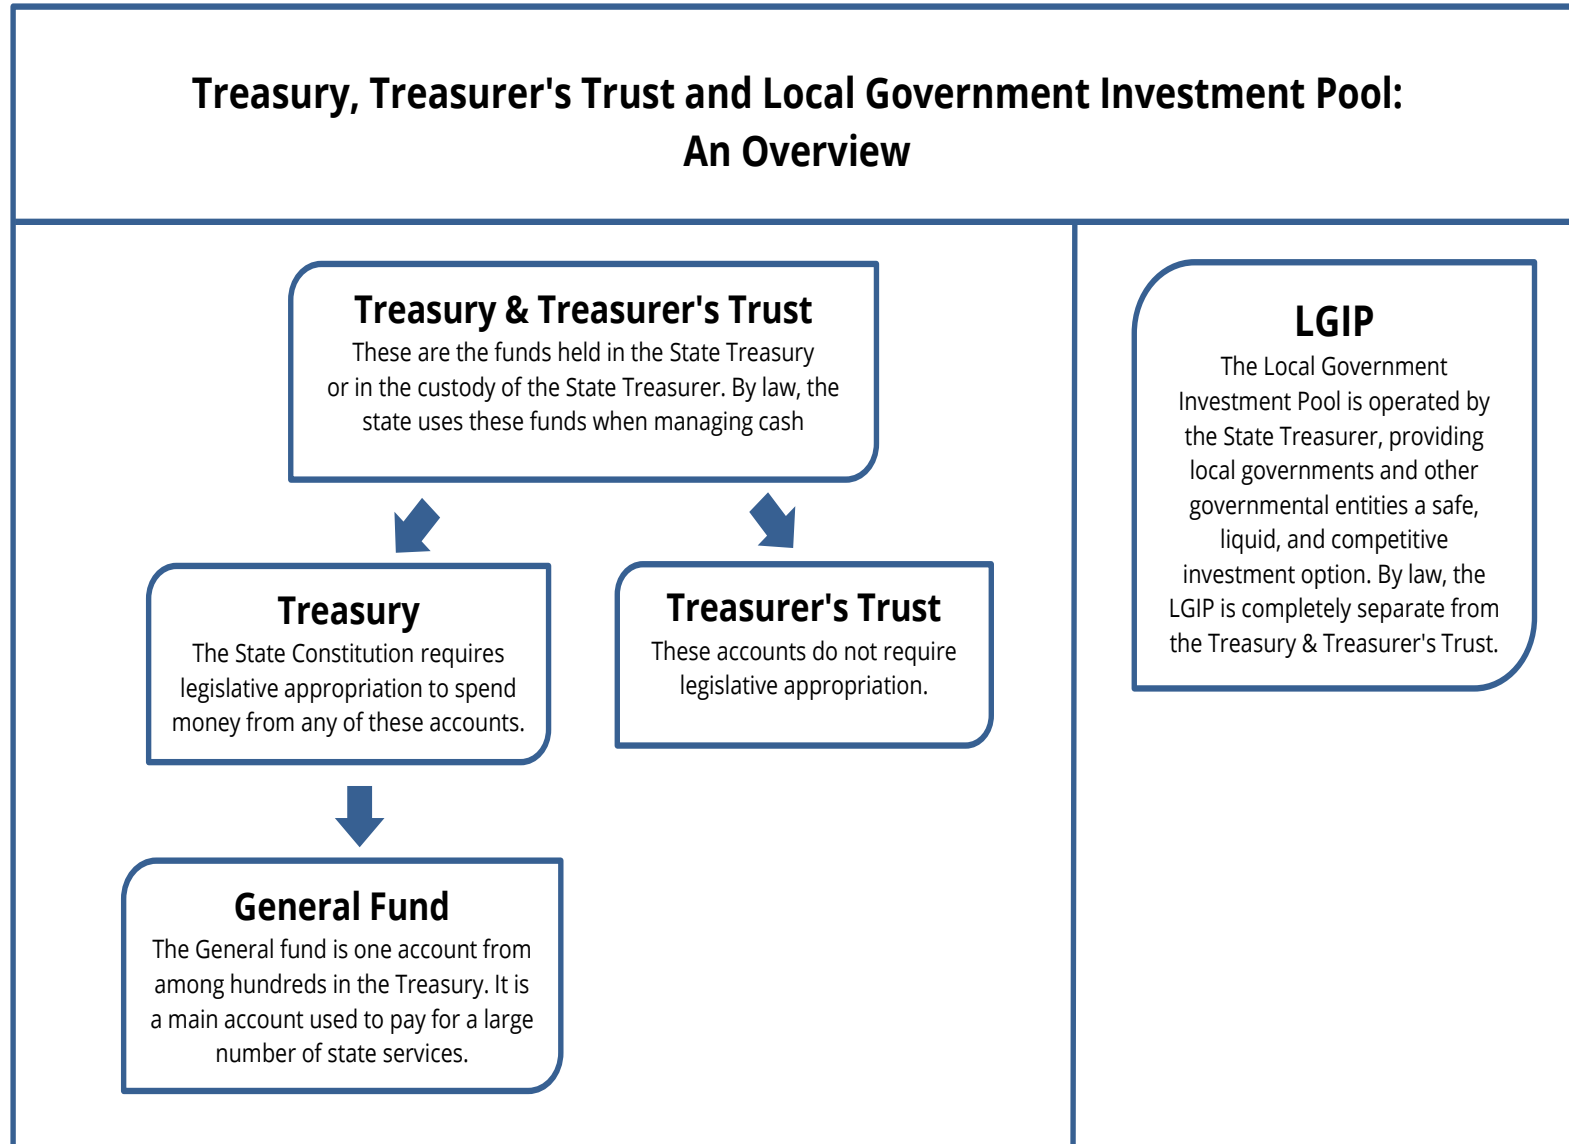 Treasury, Treasurer's Trust and Local Government Investment Pool:
An Overview
Treasury & Treasurer's Trust
These are the funds held in the State Treasury
or in the custody of the State Treasurer. By law, the
state uses these funds when managing cash
Treasury
The State Constitution requires
legislative appropriation to spend
money from any of these accounts.
Treasurer's Trust
These accounts do not require
legislative appropriation.
General Fund
The General fund is one account from
among hundreds in the Treasury. It is
a main account used to pay for a large
number of state services.
LGIP
The Local Government
Investment Pool is operated by
the State Treasurer, providing
local governments and other
governmental entities a safe,
liquid, and competitive
investment option. By law, the
LGIP is completely separate from
the Treasury & Treasurer's Trust.